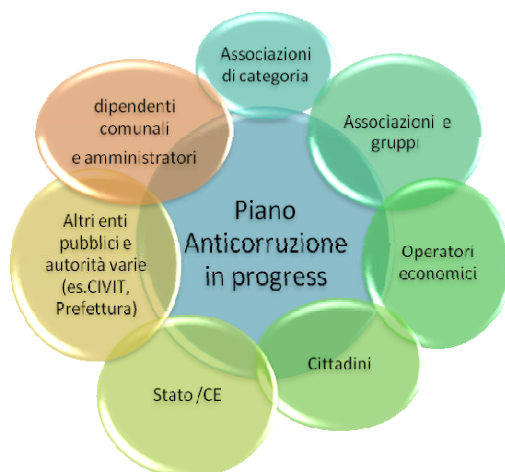 Associazioni
di categoria
dipendenti
comunali
e amministratori
Associazioni e
gruppi
Piano
Anticorruzione
in progress
Altri enti
pubblici e
autorità varie
(es.CIVIT,
Prefettura)
Operatori
economici
Cittadini
Stato /CE